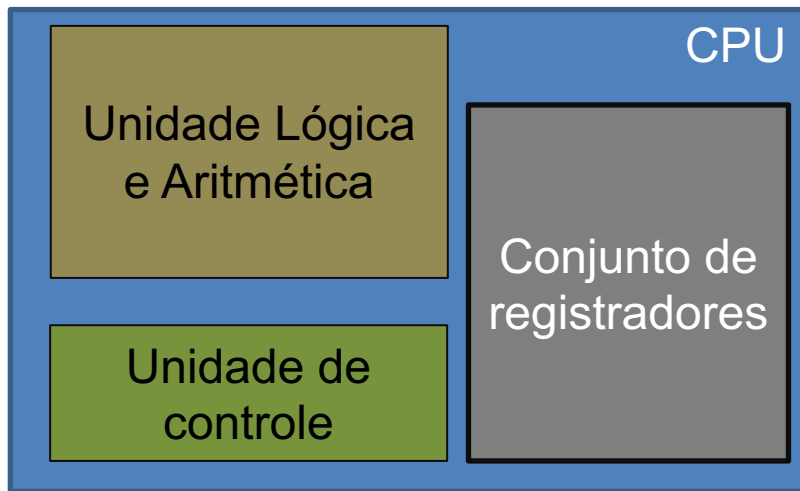 CPU
Unidade Lógica
e Aritmética
Conjunto de
registradores
Unidade de
controle